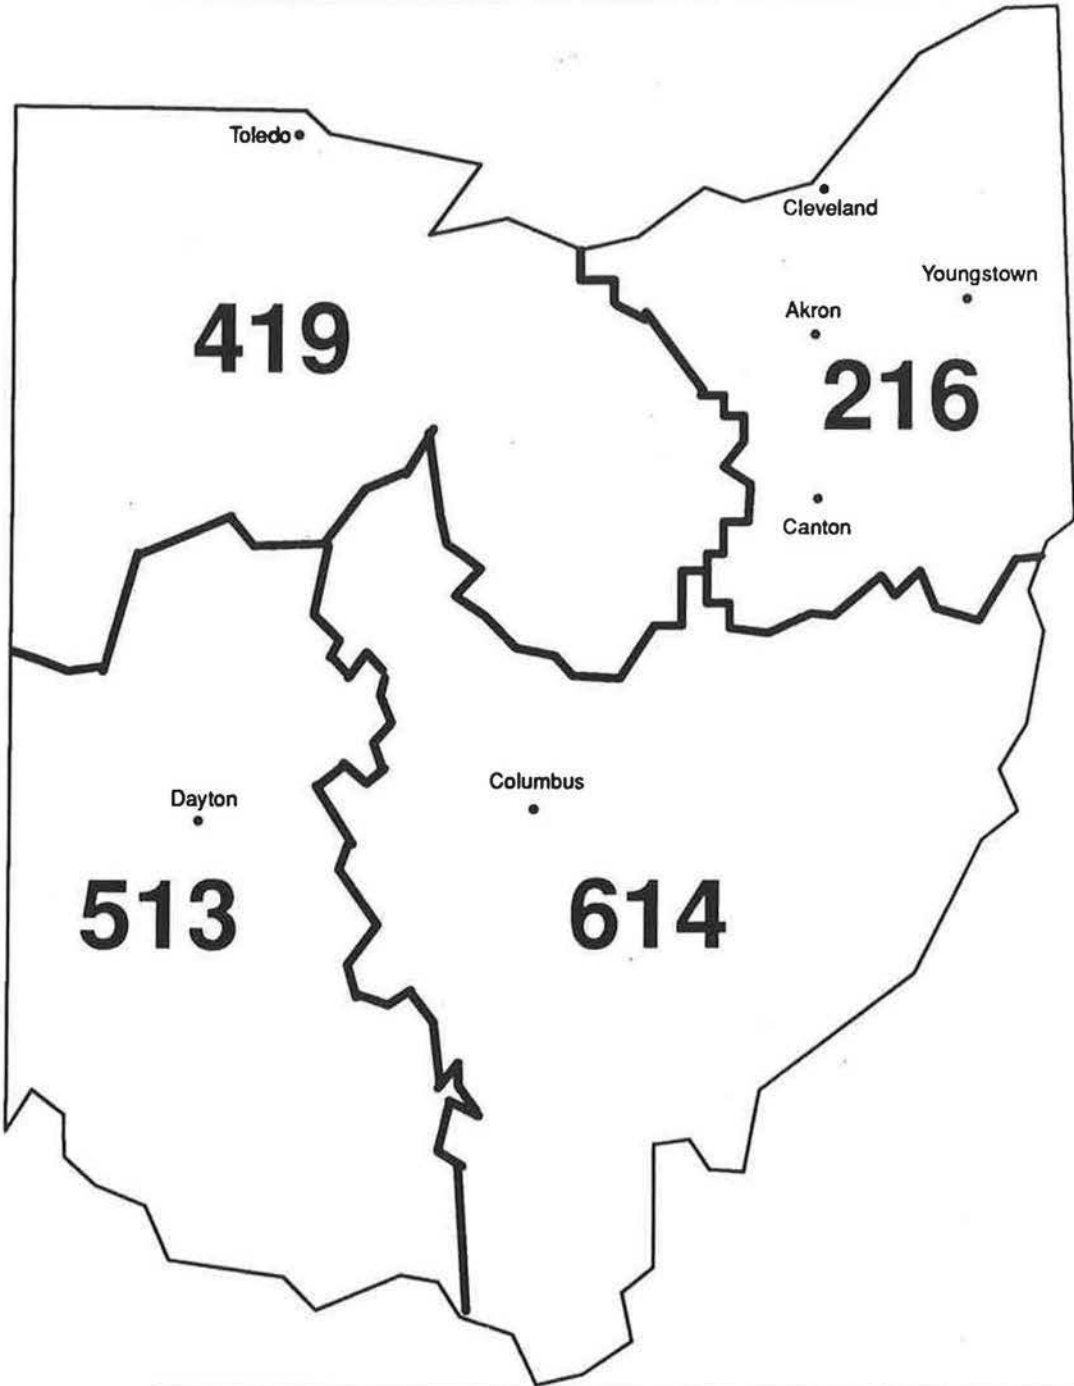 Toledo
Cleveland
Youngstown
Akron
419
216
Canton
Columbus
Dayton
513
614